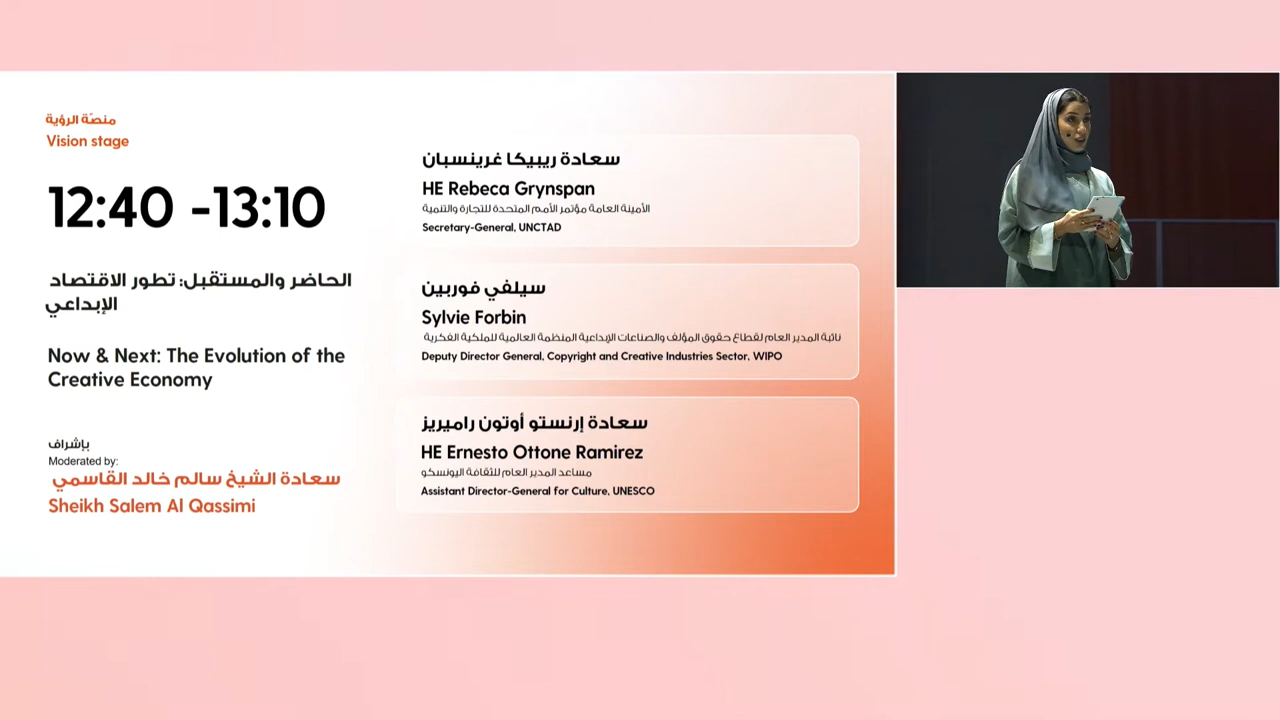 منصّة الرؤية
Vision stage
12:40 -13:10
الحاضر والمستقبل: تطور الاقتصاد
الإبداعي
Now & Next: The Evolution of the
Creative Economy
بإشراف
Moderated by:
سعادة الشيخ سالم خالد القاسمي
Sheikh Salem Al Qassimi
سعادة ريبيكا غرينسبان
HE Rebeca Grynspan
الأمينة العامة مؤتمر الأمم المتحدة للتجارة والتنمية
Secretary-General, UNCTAD
سيلفي فوربين
Sylvie Forbin
نائبة المدير العام لقطاع حقوق المؤلف والصناعات الإبداعية المنظمة العالمية للملكية الفكرية
Deputy Director General, Copyright and Creative Industries Sector, WIPO
سعادة إرنستو أوتون راميريز
HE Ernesto Ottone Ramirez
مساعد المدير العام للثقافة اليونسكو
Assistant Director-General for Culture, UNESCO